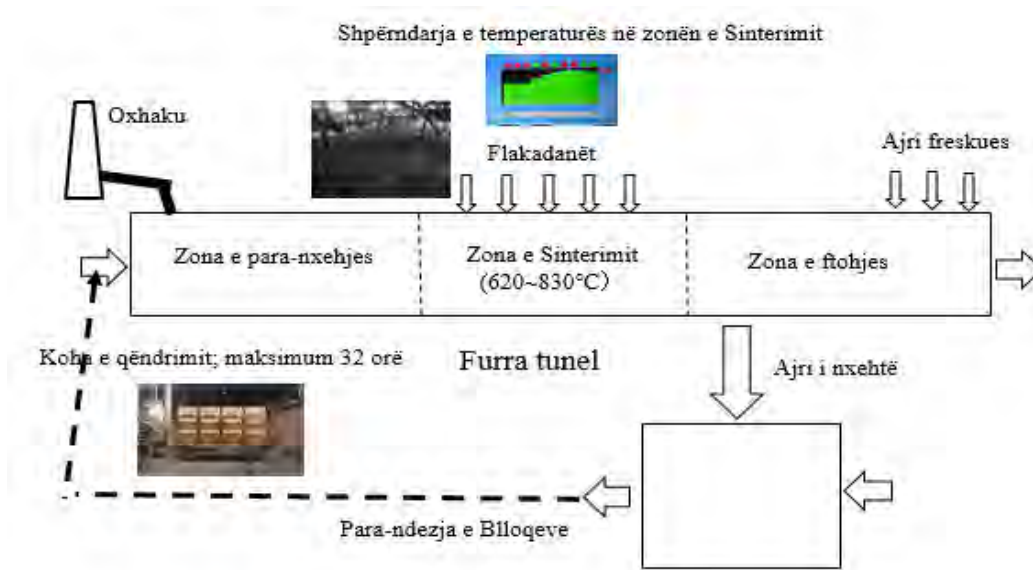 Shpërndarja e temperaturës në zonën e Sinterimit
Oxhaku
Flakadanët
Ajri freskues
Zona e para-nxehjes
Zona e Sinterimit
(620~830°C)
Zona e ftohjes
Koha e qëndrimit; maksimum 32 orë
Furra tunel
Ajri i nxehtë
Para-ndezja e Blloqeve